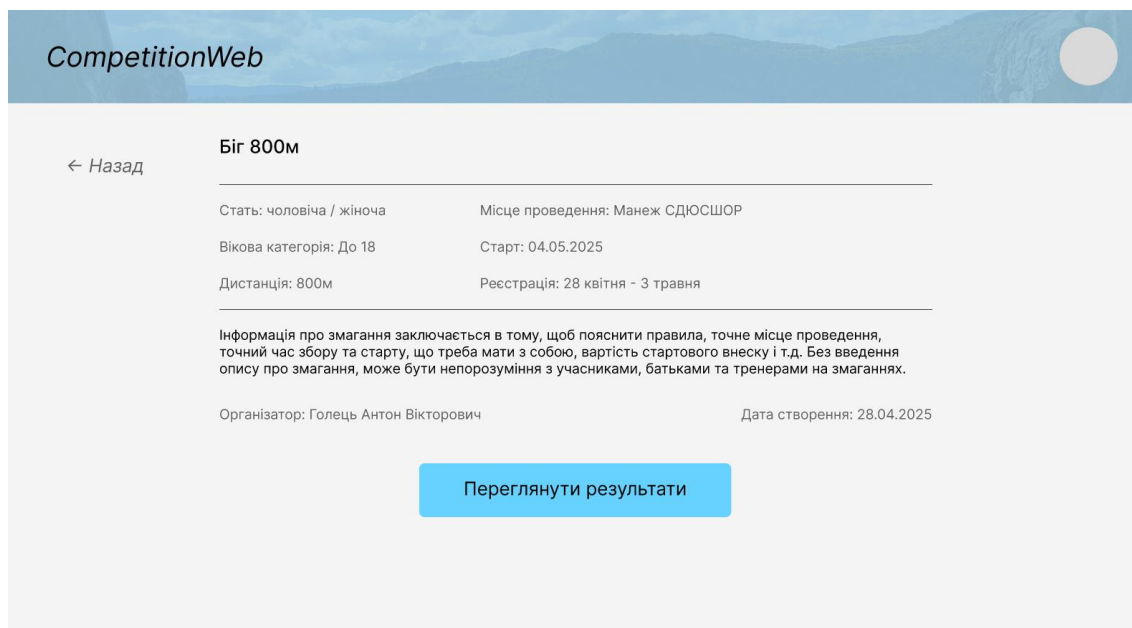 CompetitionWeb
← Назад
Біг 800м
Стать: чоловіча / жіноча
Місце проведення: Манеж СДЮСШОР
Вікова категорія: До 18
Старт: 04.05.2025
Дистанція: 800м
Реєстрація: 28 квітня - 3 травня
Інформація про змагання заключається в тому, щоб пояснити правила, точне місце проведення,
точний час збору та старту, що треба мати з собою, вартість стартового внеску і т.д. Без введення
опису про змагання, може бути непорозуміння з учасниками, батьками та тренерами на змаганнях.
Організатор: Голець Антон Вікторович
Дата створення: 28.04.2025
Переглянути результати